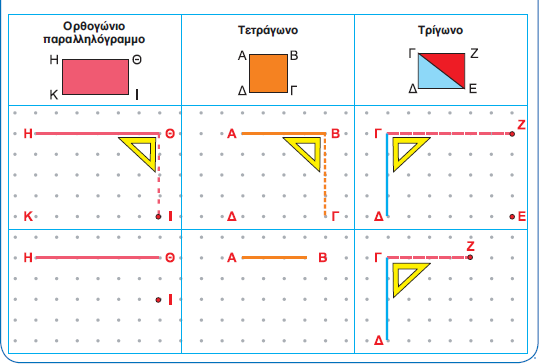 Ορθογώνιο
παραλληλόγραμμο
Η Θ
Κ Ι
Τετράγωνο
Α Β
Δ Γ
Τρίγωνο
Γ Ζ
Δ Ε
Η Θ
Κ Ι
Α Β
Δ Γ
Γ Ζ
Δ Ε
Η Θ
Ι
Α Β
Γ Ζ
Δ